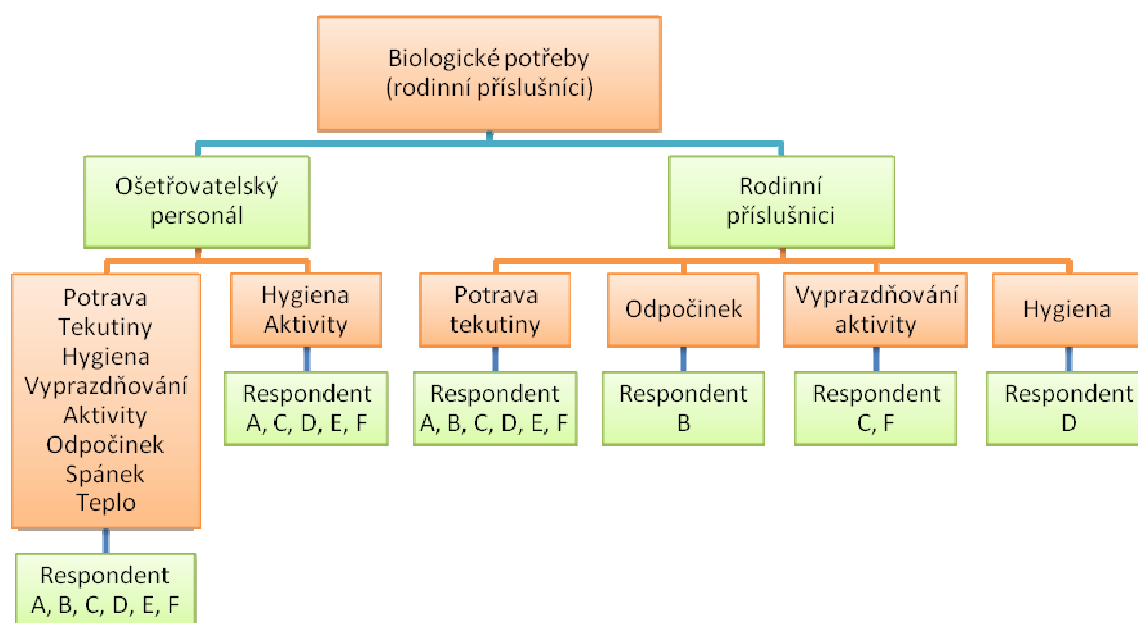 Biologické potřeby
(rodinní příslušníci)
Ošetřovatelský
personál
Rodinní
příslušnici
Potrava
Tekutiny
Hygiena
Vyprazdňování
Aktivity
Odpočinek
Spánek
Teplo
Hygiena
Aktivity
Potrava
tekutiny
Odpočinek
Vyprazdňování
aktivity
Hygiena
Respondent
A, C, D, E, F
Respondent
A, B, C, D, E, F
Respondent
B
Respondent
C, F
Respondent
D
Respondent
A, B, C, D, E, F